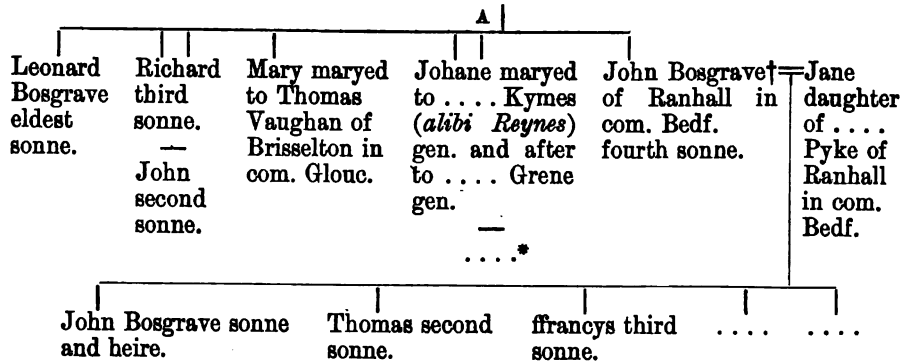 A
Leonard
Bosgrave
eldest
sonne.
Richard
third
sonne.
—
John
second
sonne.
Mary maryed
to Thomas
Vaughan of
Brisselton in
com. Glouc.
Johane maryed
to . . . . Kymes
(alibi Reynes)
gen. and after
to . . . . Grene
gen.
—
. . . .*
John Bosgrave†
of Ranhall in
com. Bedf.
fourth sonne.
Jane
daughter
of . . . .
Pyke of
Ranhall
in com.
Bedf.
John Bosgrave sonne
and heire.
Thomas second
sonne.
ffrancys third
sonne.
. . . .
. . . .